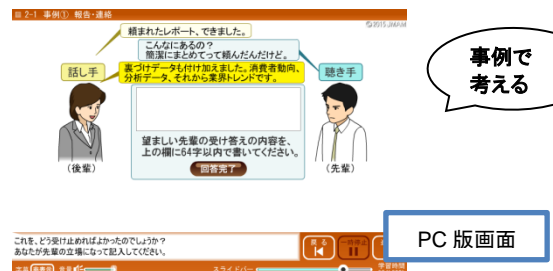 2-1 事例① 報告・連絡
©2015 JMAM
頼まれたレポート、できました。
こんなにあるの？
簡潔にまとめてって頼んだんだけど。
話し手
裏づけデータも付け加えました。消費者動向、
分析データ、それから業界トレンドです。
聴き手
事例で
考える
望ましい先輩の受け答えの内容を、
上の欄に64字以内で書いてください。
回答完了
（後輩）
（先輩）
これを、どう受け止めればよかったのでしょうか？
あなたが先輩の立場になって記入してください。
戻る
一時停止
PC 版画面
字幕
音量
スライドバー
学習時間